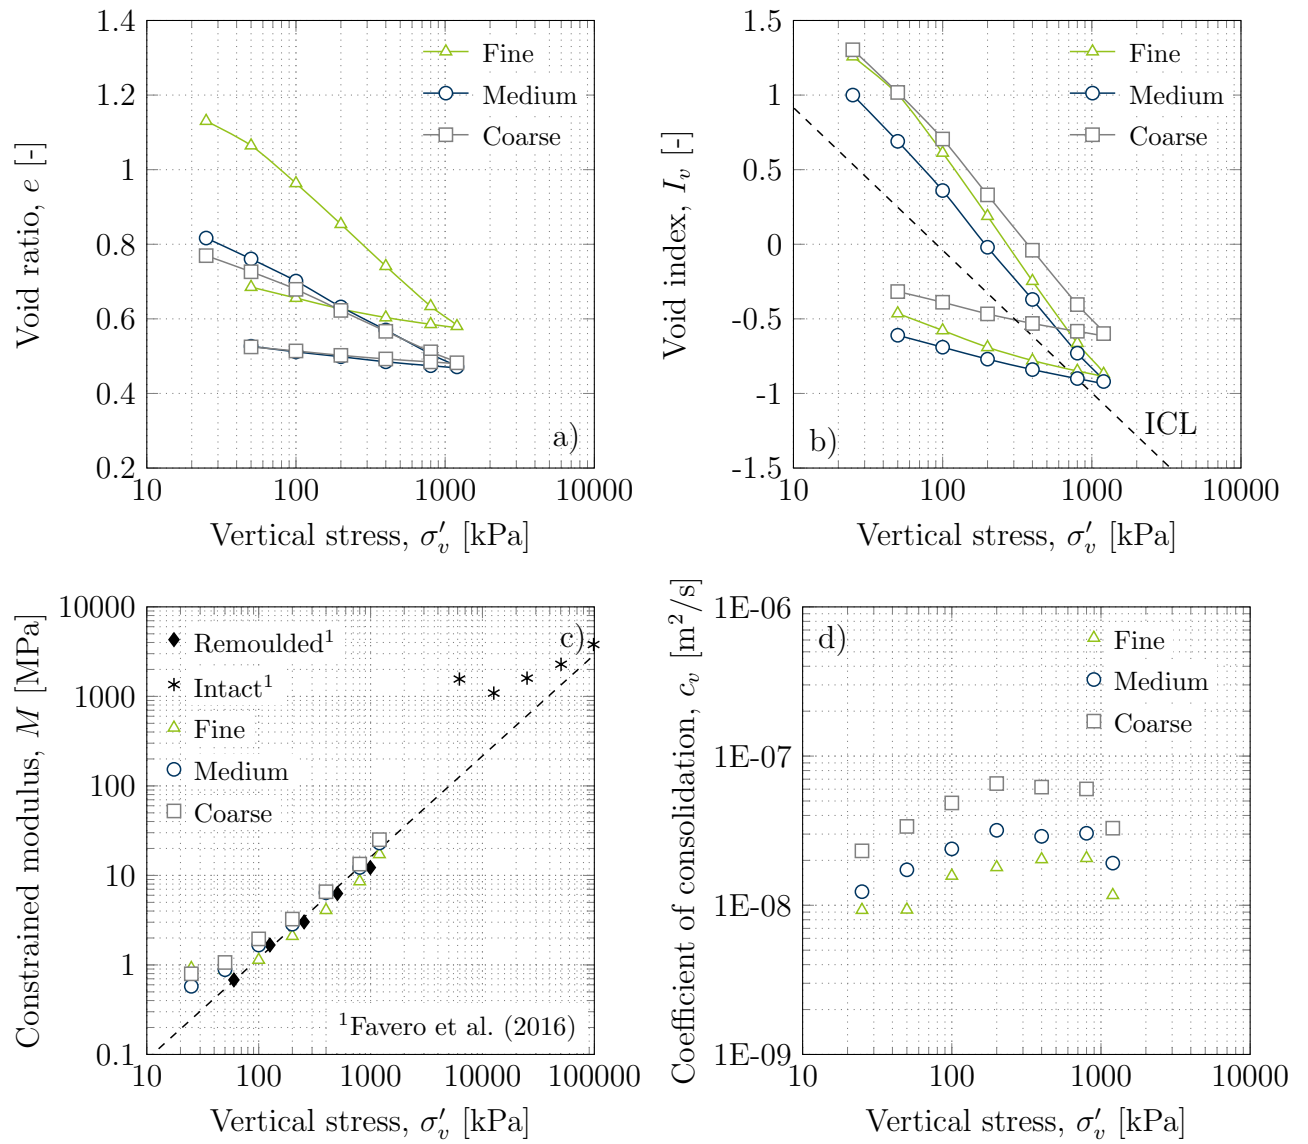 1.4
1.2
1
0.8
0.6
0.4
0.2
Void ratio, e [-]
Fine
Medium
Coarse
a)
10 100 1000 10000
Vertical stress, σ′v [kPa]
1.5
1
0.5
0
-0.5
-1
-1.5
Void index, Iv [-]
Fine
Medium
Coarse
ICL
b)
10 100 1000 10000
Vertical stress, σ′v [kPa]
10000
1000
100
10
1
0.1
Constrained modulus, M [MPa]
Remoulded¹
Intact¹
Fine
Medium
Coarse
c)
¹Favero et al. (2016)
10 100 1000 10000 100000
Vertical stress, σ′v [kPa]
1E-06
1E-07
1E-08
1E-09
Coefficient of consolidation, cv [m²/s]
d)
Fine
Medium
Coarse
10 100 1000 10000
Vertical stress, σ′v [kPa]